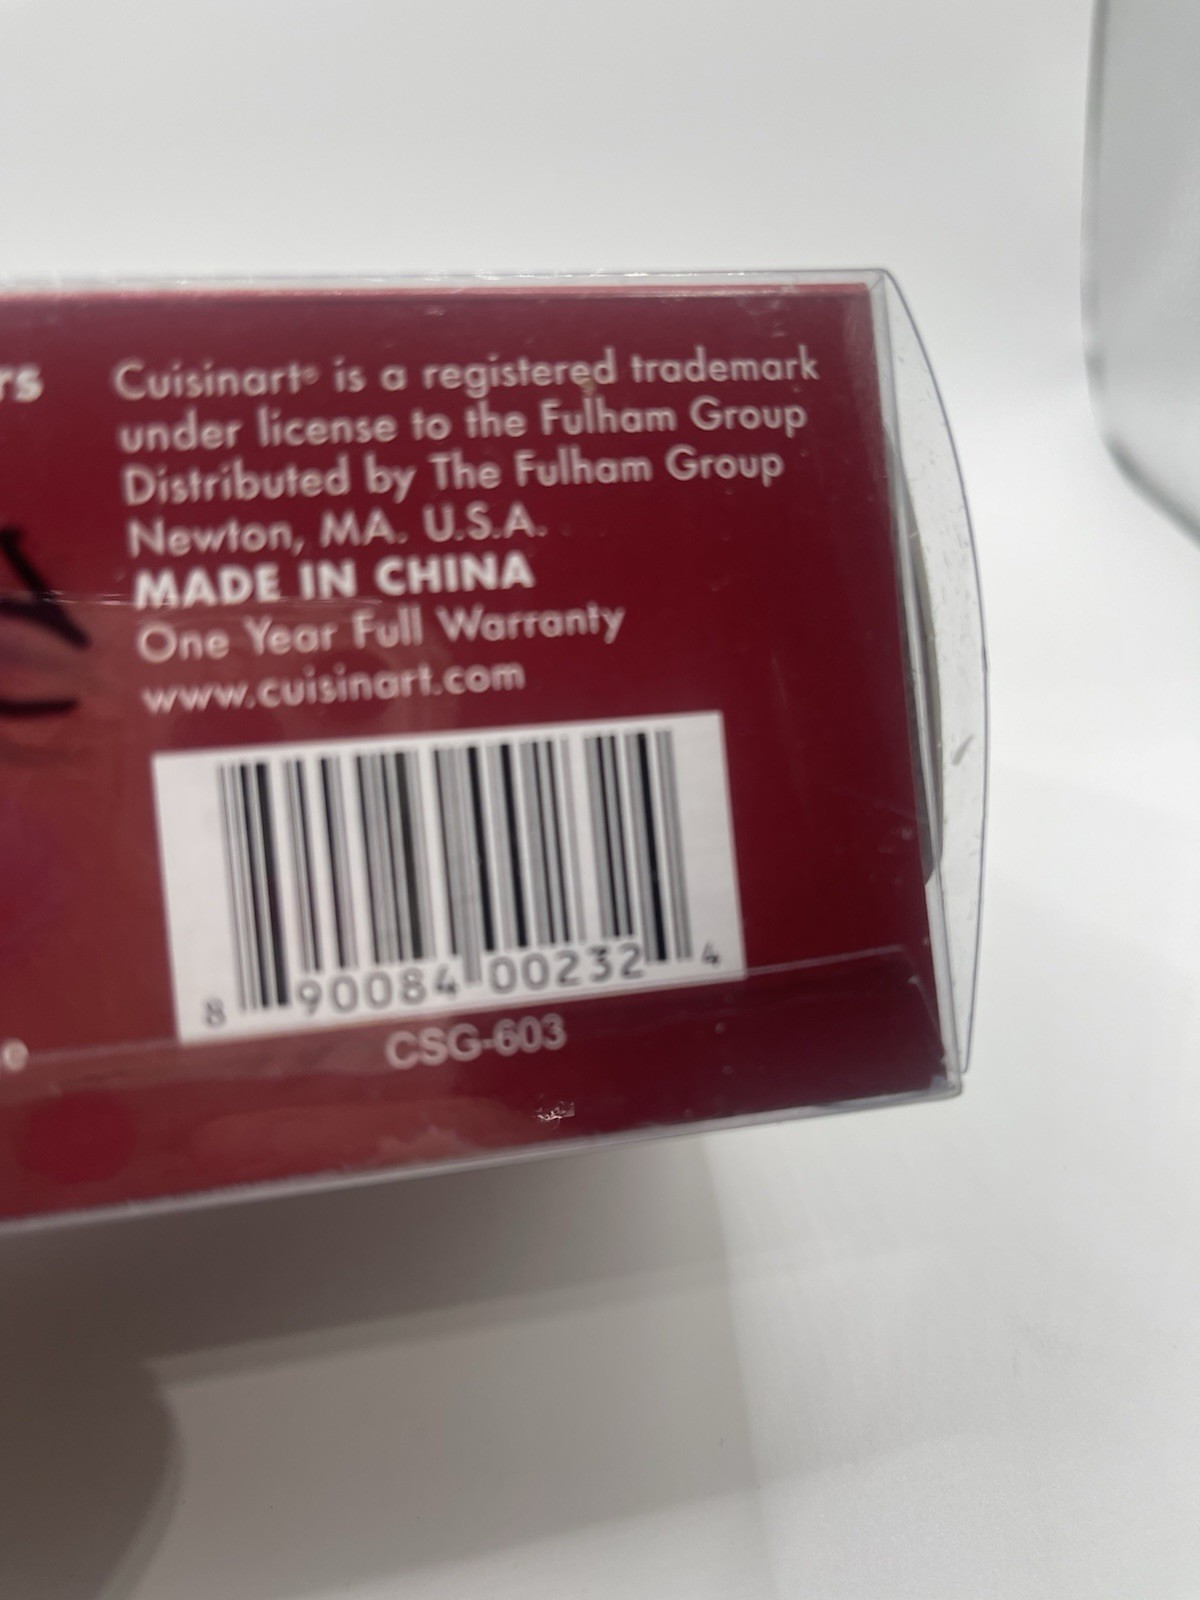 rs
Cuisinart® is a registered trademark
under license to the Fulham Group
Distributed by The Fulham Group
Newton, MA. U.S.A.
MADE IN CHINA
One Year Full Warranty
www.cuisinart.com
8 90084 00232 4
CSG-603